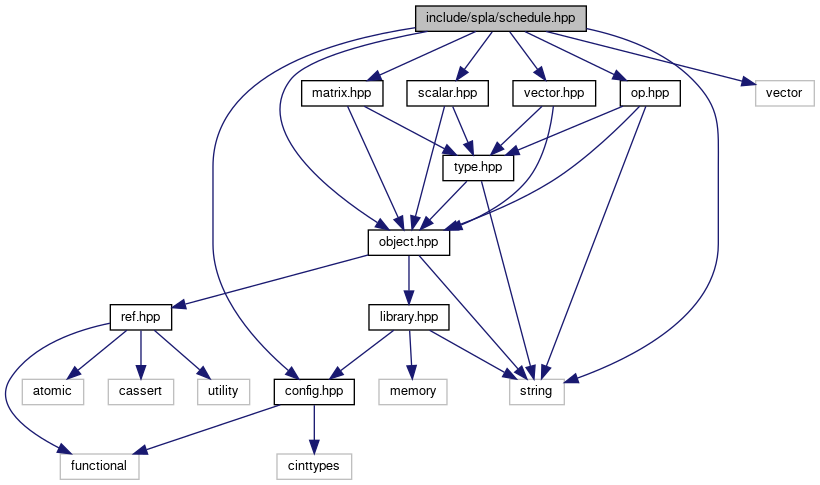 include/spla/schedule.hpp
matrix.hpp
scalar.hpp
vector.hpp
op.hpp
vector
type.hpp
object.hpp
ref.hpp
library.hpp
atomic
cassert
utility
config.hpp
memory
string
functional
cinttypes